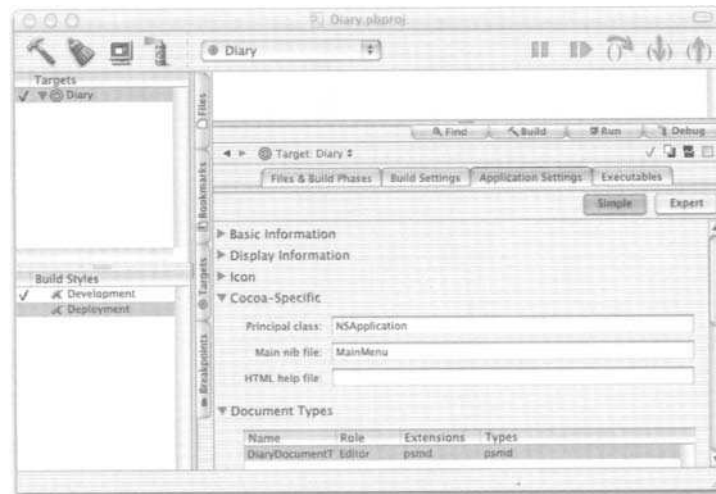 Diary.pbproj
Diary
Targets
Diary
Files
Bookmarks
Targets
Breakpoints
Build Styles
Development
Deployment
Find
Build
Run
Debug
Target: Diary
Files & Build Phases
Build Settings
Application Settings
Executables
Simple
Expert
Basic Information
Display Information
Icon
Cocoa-Specific
Principal class: NSApplication
Main nib file: MainMenu
HTML help file:
Document Types
Name Role Extensions Types
DiaryDocumentT Editor psmd psmd